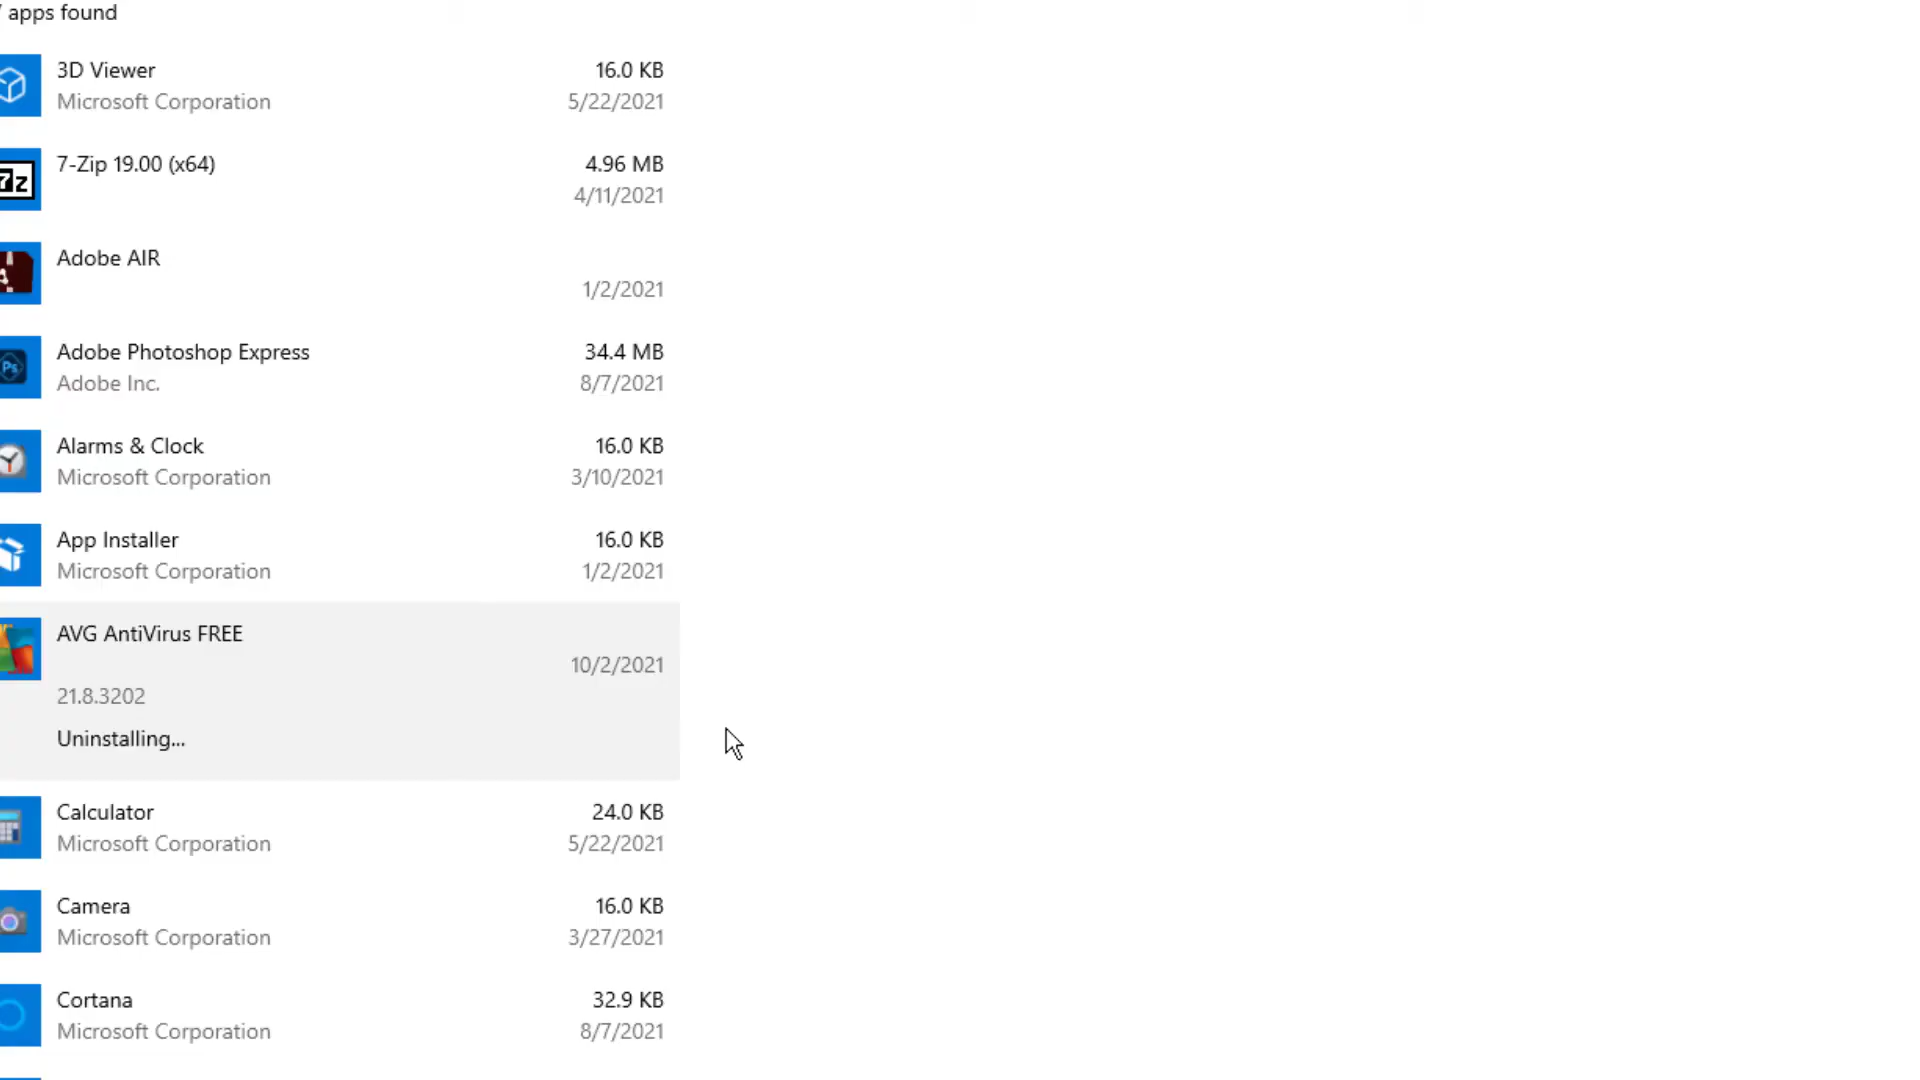 apps found
3D Viewer
16.0 KB
Microsoft Corporation
5/22/2021
7-Zip 19.00 (x64)
4.96 MB
4/11/2021
7z
Adobe AIR
1/2/2021
Adobe Photoshop Express
34.4 MB
Ps
Adobe Inc.
8/7/2021
Alarms & Clock
16.0 KB
Microsoft Corporation
3/10/2021
App Installer
16.0 KB
Microsoft Corporation
1/2/2021
AVG AntiVirus FREE
10/2/2021
21.8.3202
Uninstalling...
Calculator
24.0 KB
Microsoft Corporation
5/22/2021
Camera
16.0 KB
Microsoft Corporation
3/27/2021
Cortana
32.9 KB
Microsoft Corporation
8/7/2021